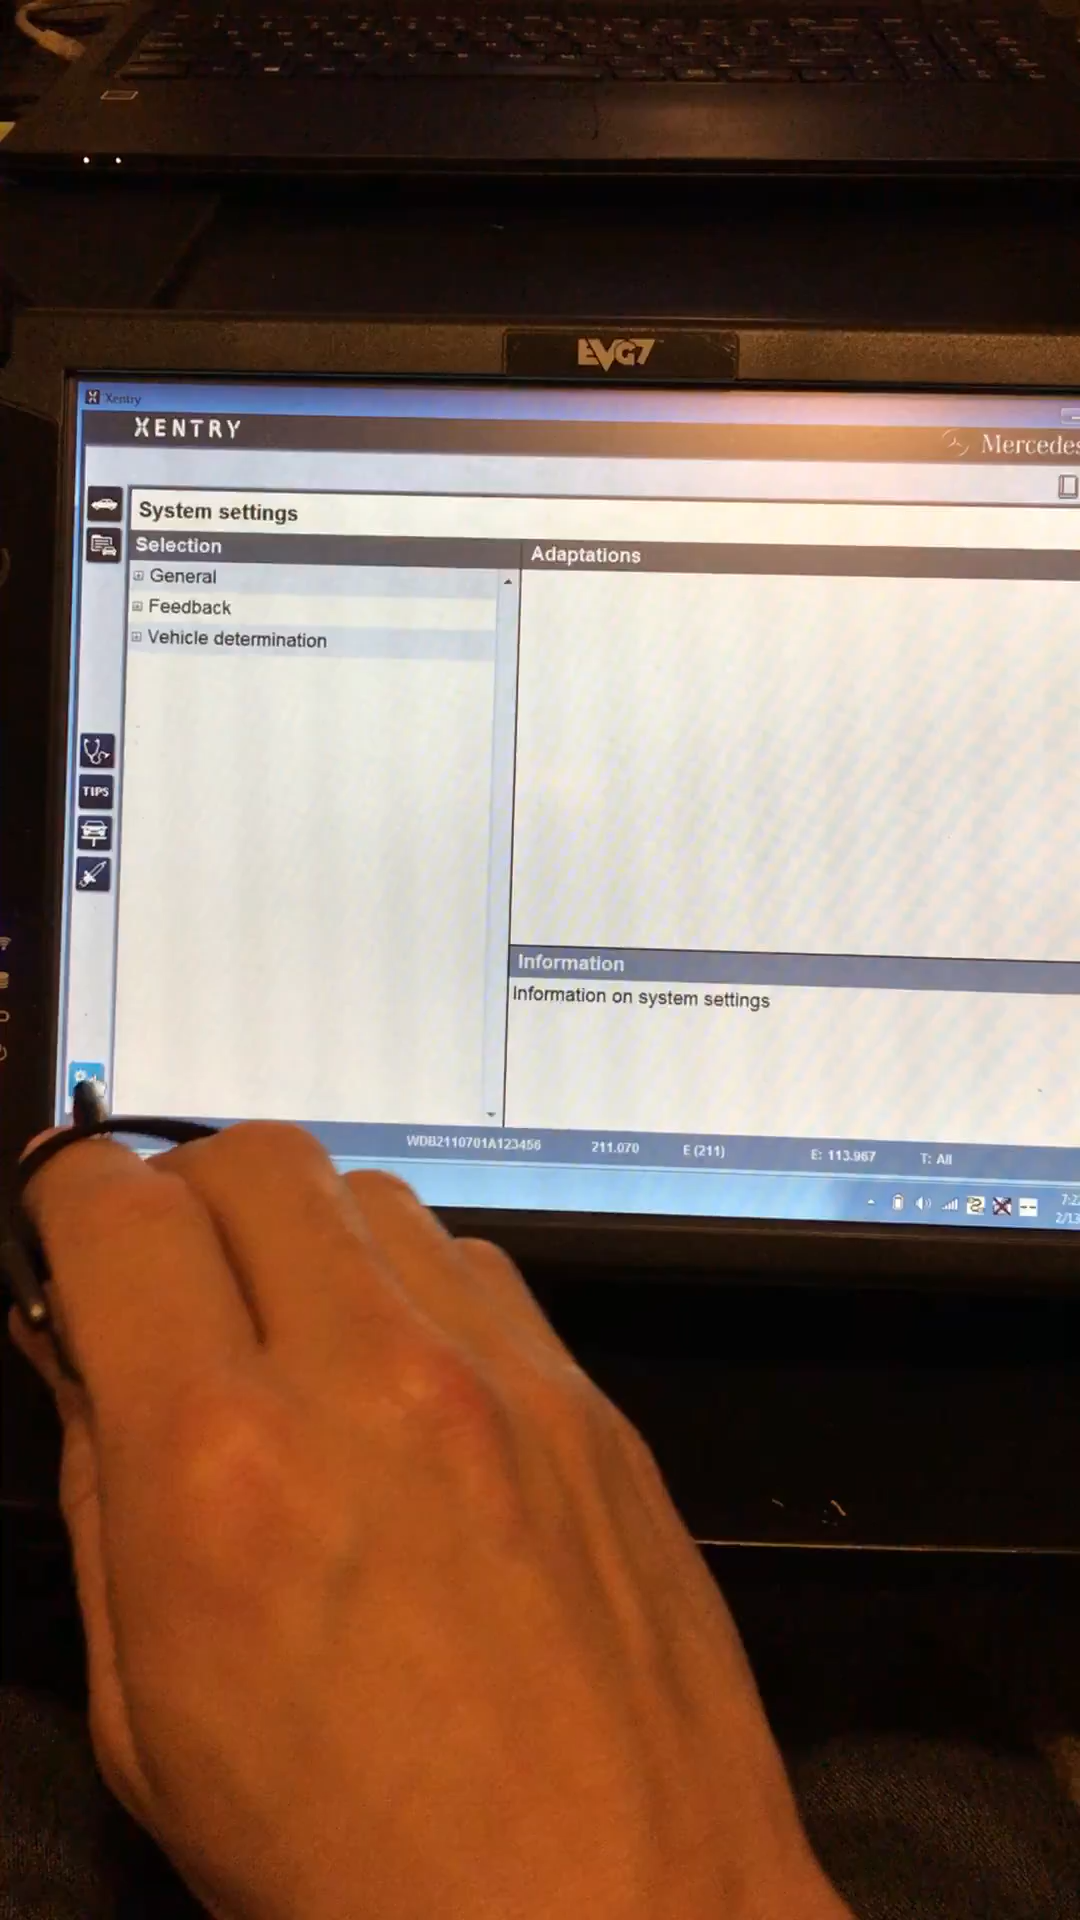 EVG7
Xentry
XENTRY
Mercedes
System settings
Selection
Adaptations
General
Feedback
Vehicle determination
TIPS
Information
Information on system settings
WDB2110701A123456 211.070 E (211) E: 113.967 T: All